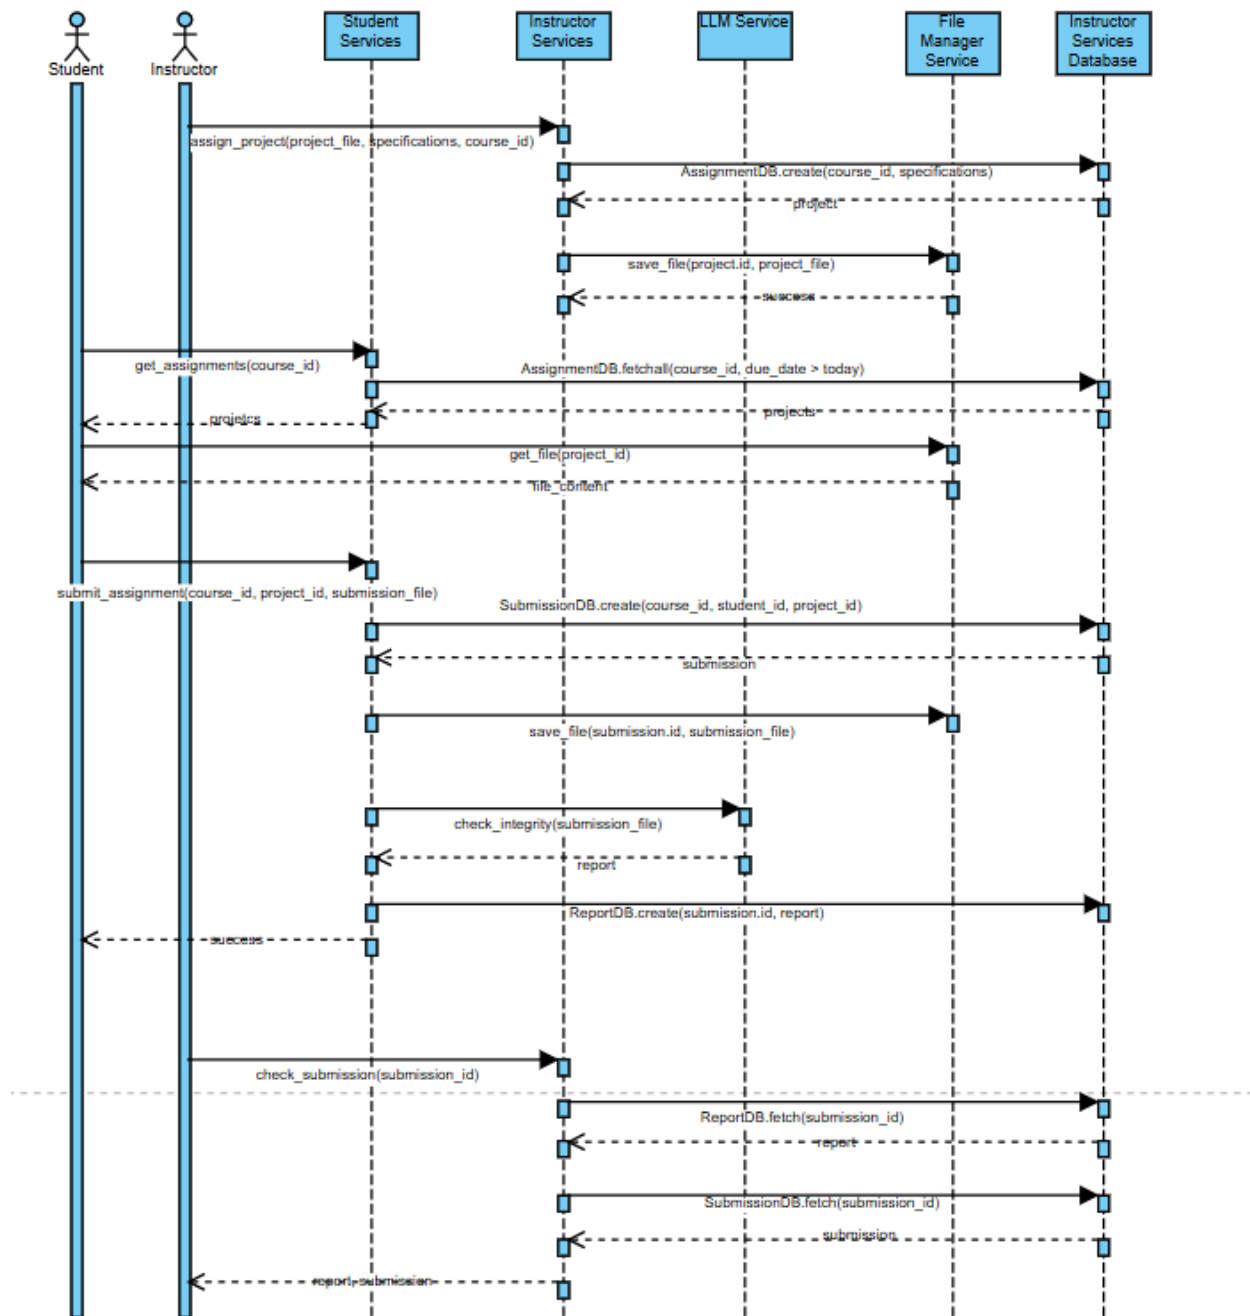 Student
Services
Instructor
Services
LLM Service
File
Manager
Service
Instructor
Services
Database
Student
Instructor
assign_project(project_file, specifications, course_id)
AssignmentDB.create(course_id, specifications)
project
save_file(project.id, project_file)
success
get_assignments(course_id)
AssignmentDB.fetchall(course_id, due_date > today)
projects
projetcs
get_file(project_id)
file_content
submit_assignment(course_id, project_id, submission_file)
SubmissionDB.create(course_id, student_id, project_id)
submission
save_file(submission.id, submission_file)
check_integrity(submission_file)
report
ReportDB.create(submission.id, report)
success
check_submission(submission_id)
ReportDB.fetch(submission_id)
report
SubmissionDB.fetch(submission_id)
submission
report, submission